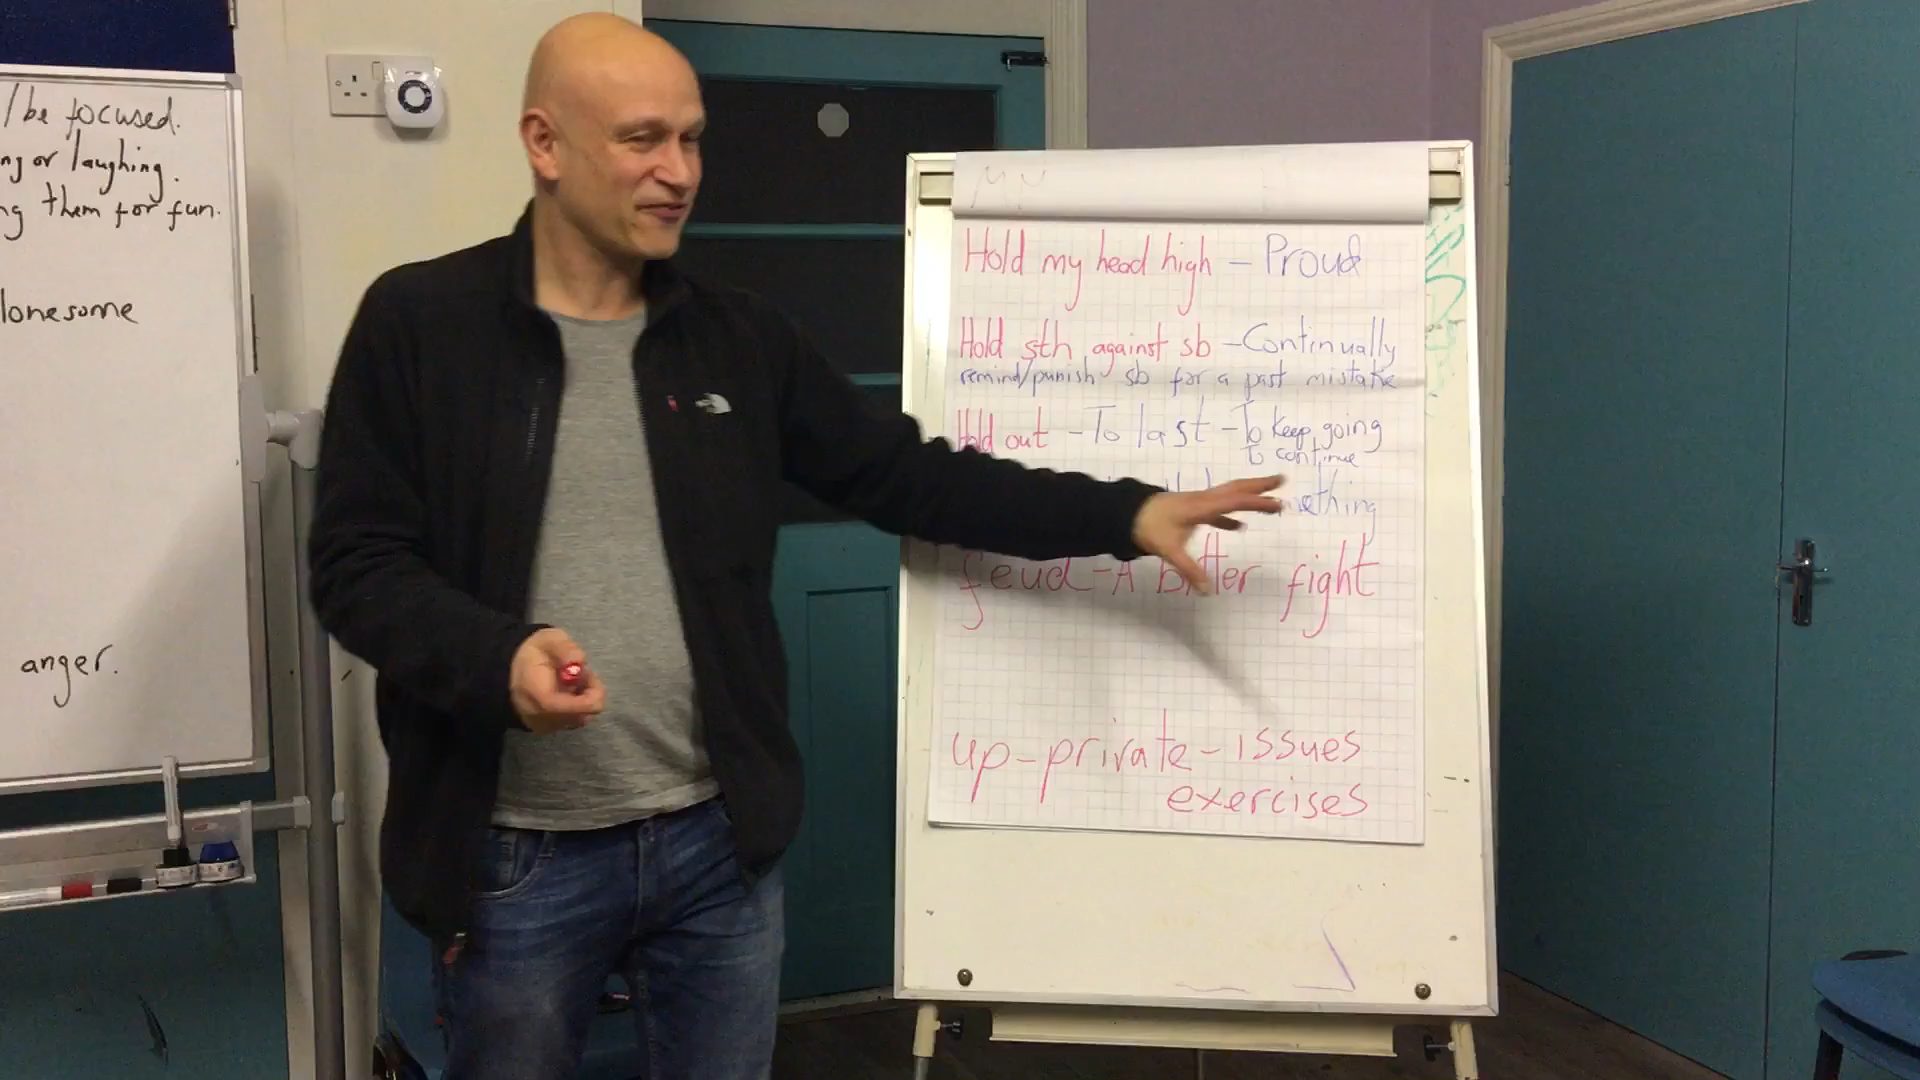 /be focused.
ng or laughing.
ng them for fun.
lonesome
anger.
Hold my head high - Proud
Hold sth against sb - Continually
remind/punish sb for a past mistake
Hold out - To last - To keep going
To continue
something
feud - A bitter fight
up - private - issues
exercises